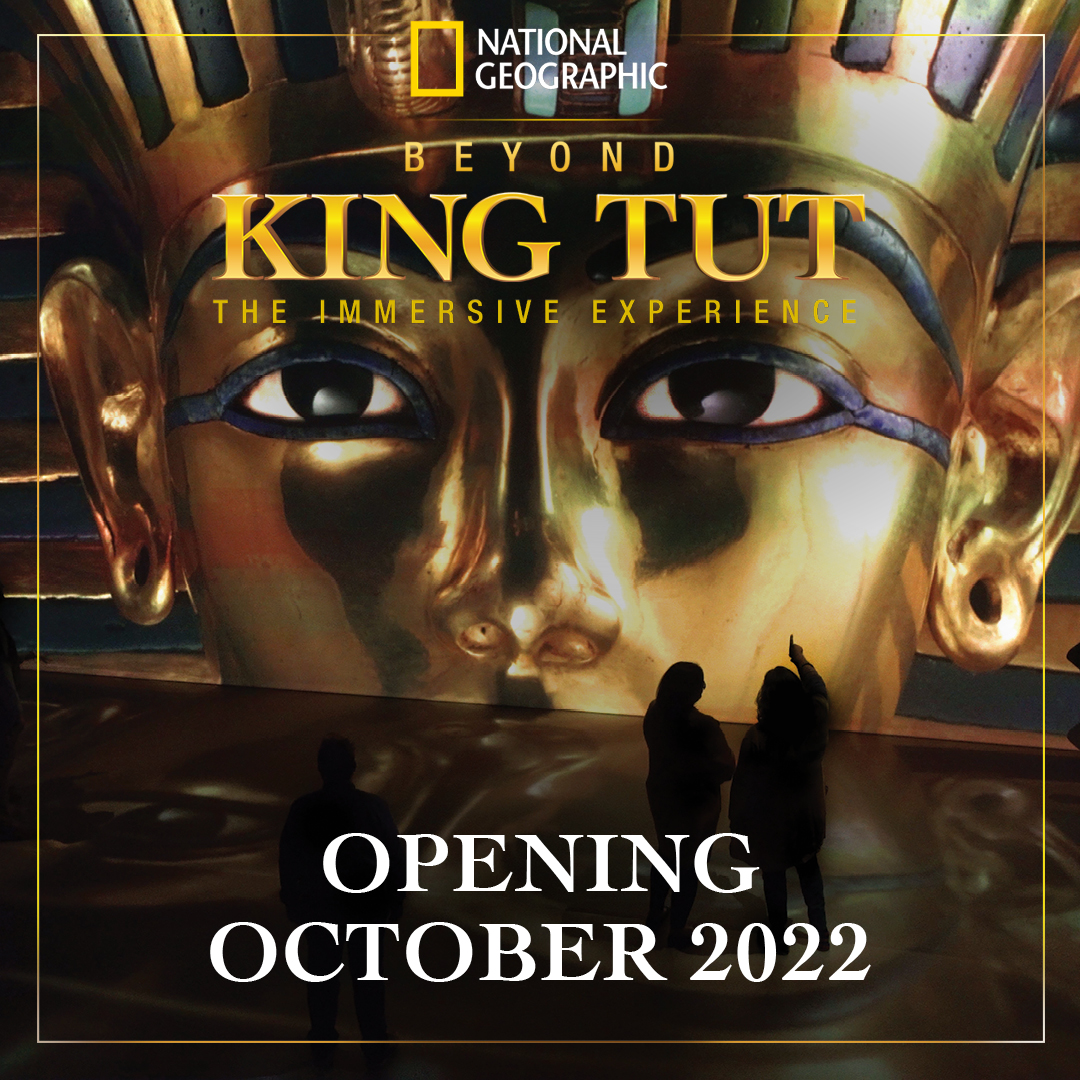 NATIONAL
GEOGRAPHIC
BEYOND
KING TUT
THE IMMERSIVE EXPERIENCE
OPENING
OCTOBER 2022